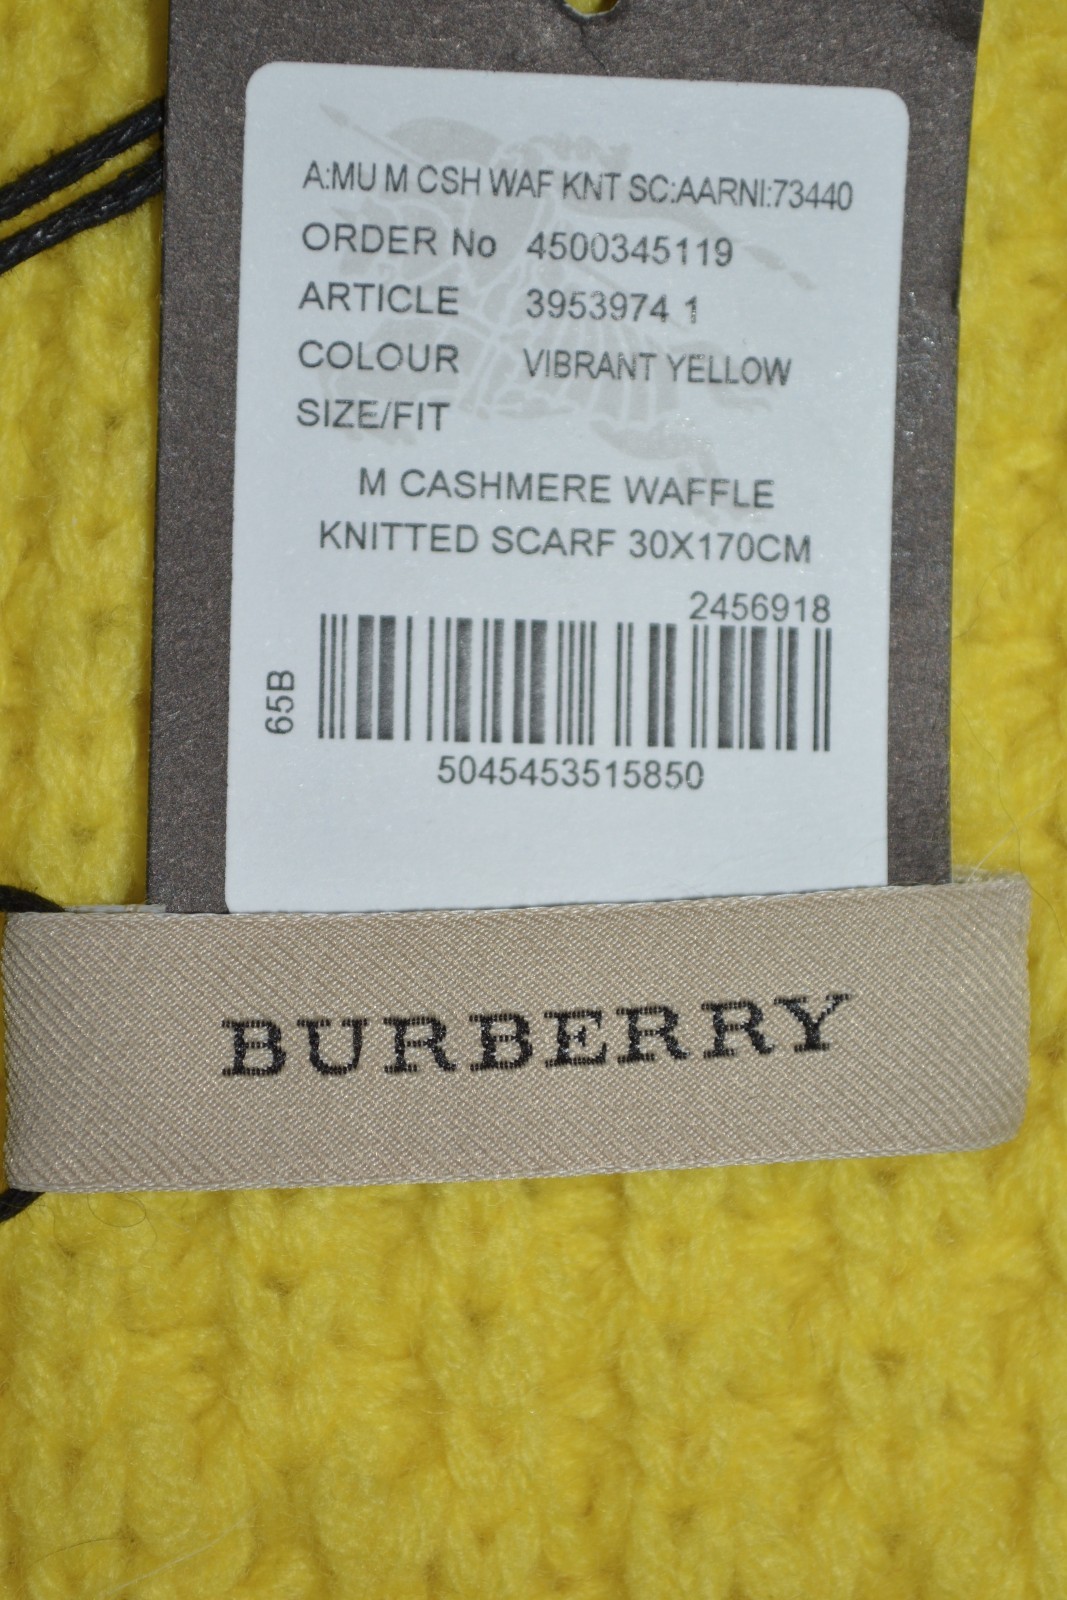 A:MU M CSH WAF KNT SC:AARNI:73440
ORDER No 4500345119
ARTICLE 3953974 1
COLOUR VIBRANT YELLOW
SIZE/FIT
M CASHMERE WAFFLE
KNITTED SCARF 30X170CM
2456918
65B
5045453515850
BURBERRY